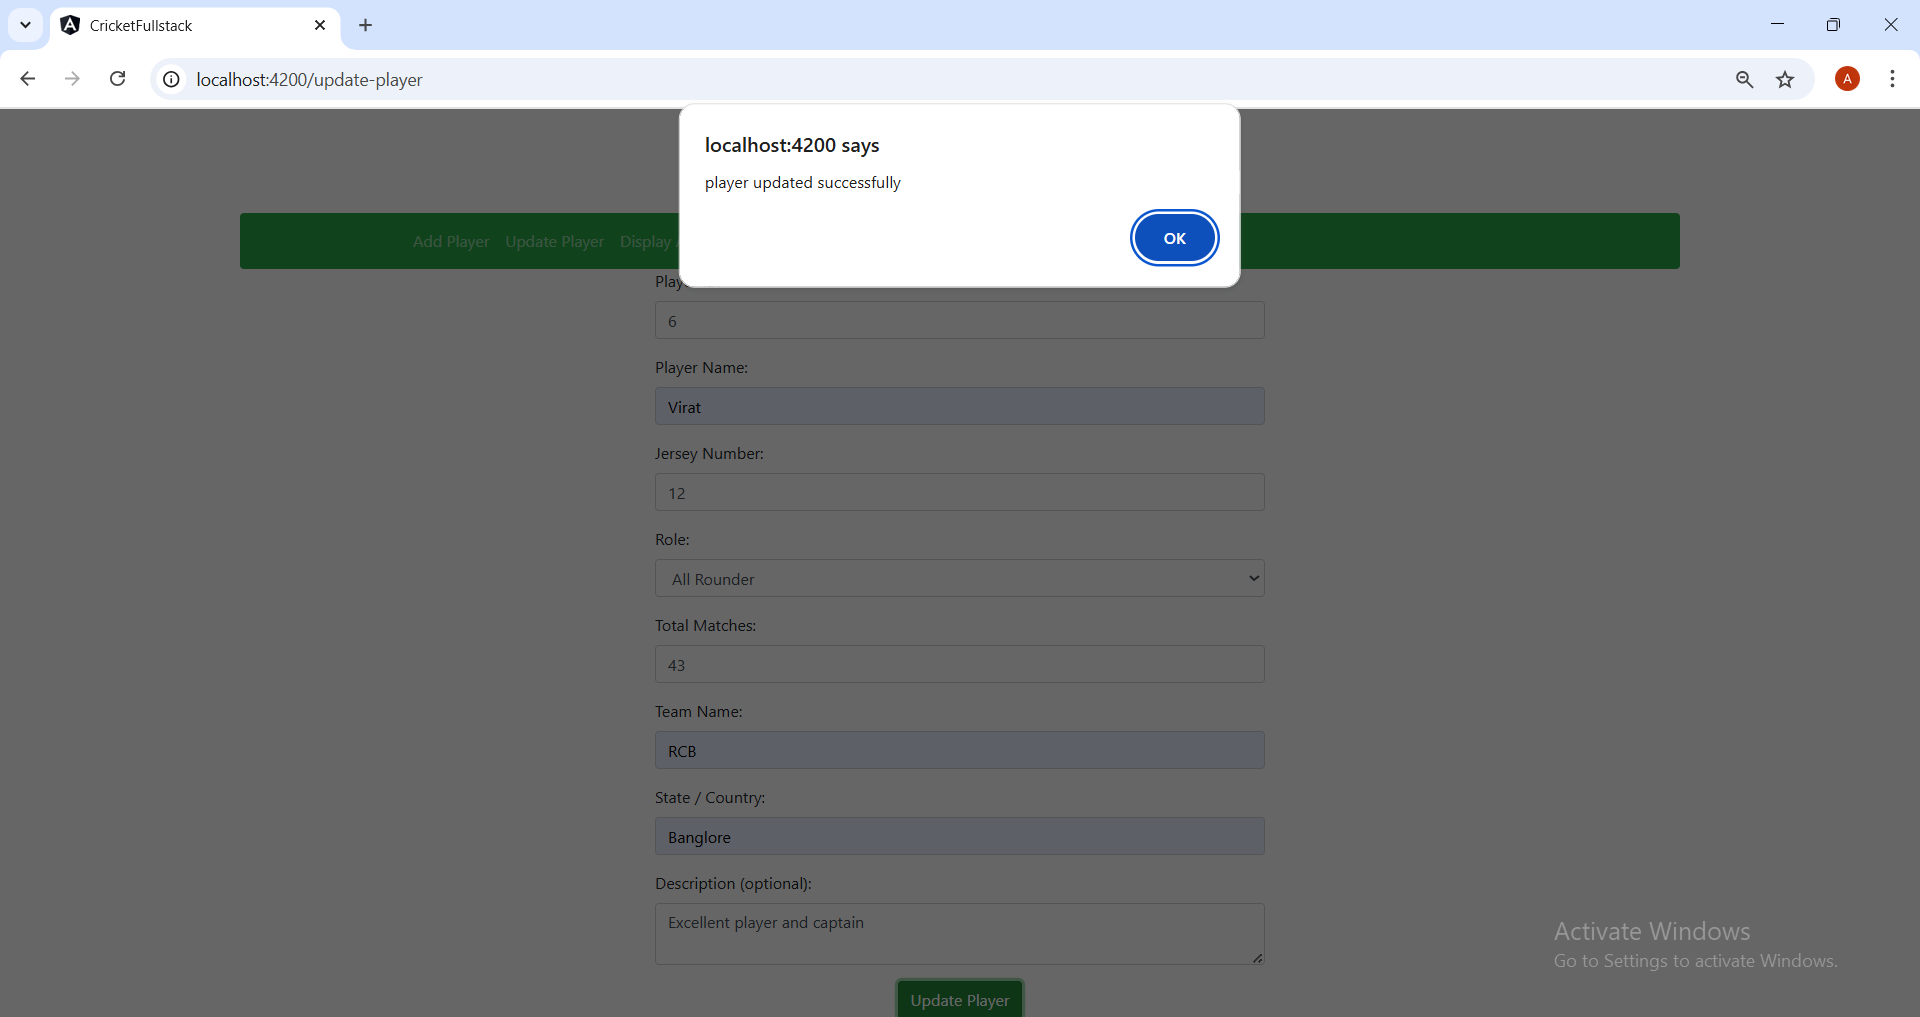 CricketFullstack
localhost:4200/update-player
A
localhost:4200 says
player updated successfully
OK
Add Player Update Player Display
6
Player Name:
Virat
Jersey Number:
12
Role:
All Rounder
Total Matches:
43
Team Name:
RCB
State / Country:
Banglore
Description (optional):
Excellent player and captain
Update Player
Activate Windows
Go to Settings to activate Windows.